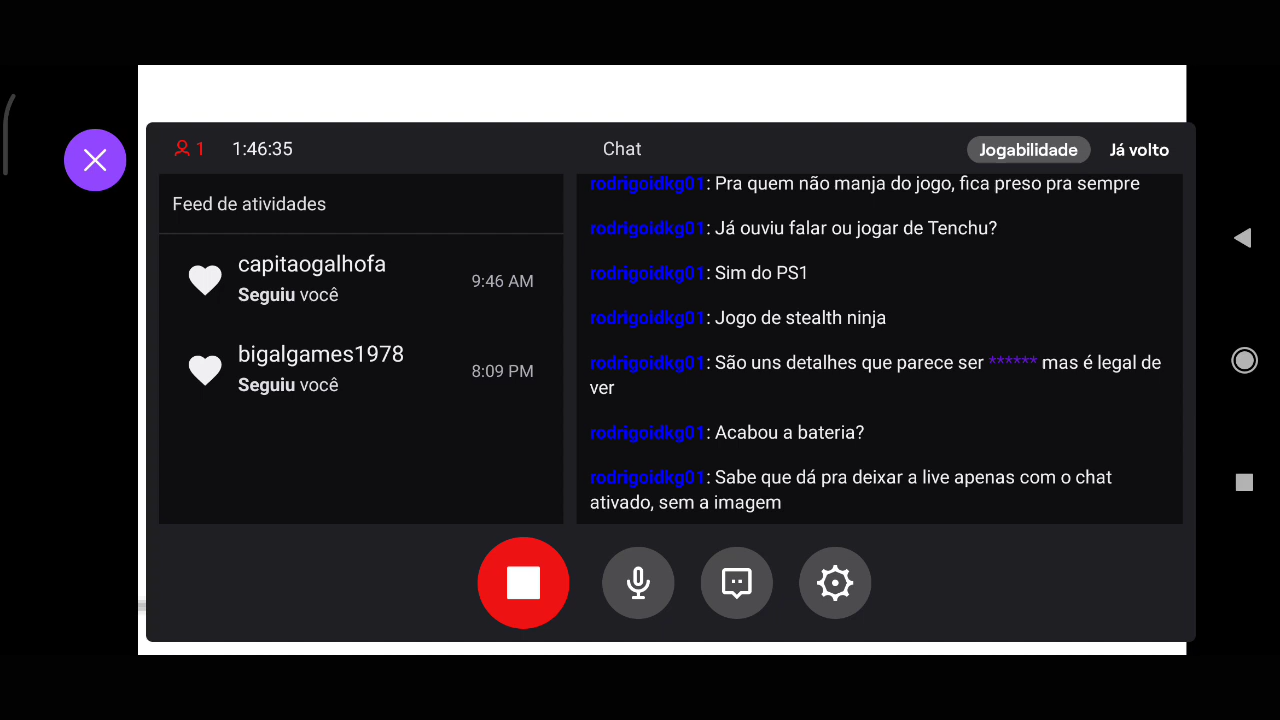 1 1:46:35 Chat Jogabilidade Já volto
Feed de atividades
capitaogalhofa
Seguiu você
9:46 AM
bigalgames1978
Seguiu você
8:09 PM
rodrigoidkg01: Pra quem não manja do jogo, fica preso pra sempre
rodrigoidkg01: Já ouviu falar ou jogar de Tenchu?
rodrigoidkg01: Sim do PS1
rodrigoidkg01: Jogo de stealth ninja
rodrigoidkg01: São uns detalhes que parece ser ****** mas é legal de
ver
rodrigoidkg01: Acabou a bateria?
rodrigoidkg01: Sabe que dá pra deixar a live apenas com o chat
ativado, sem a imagem